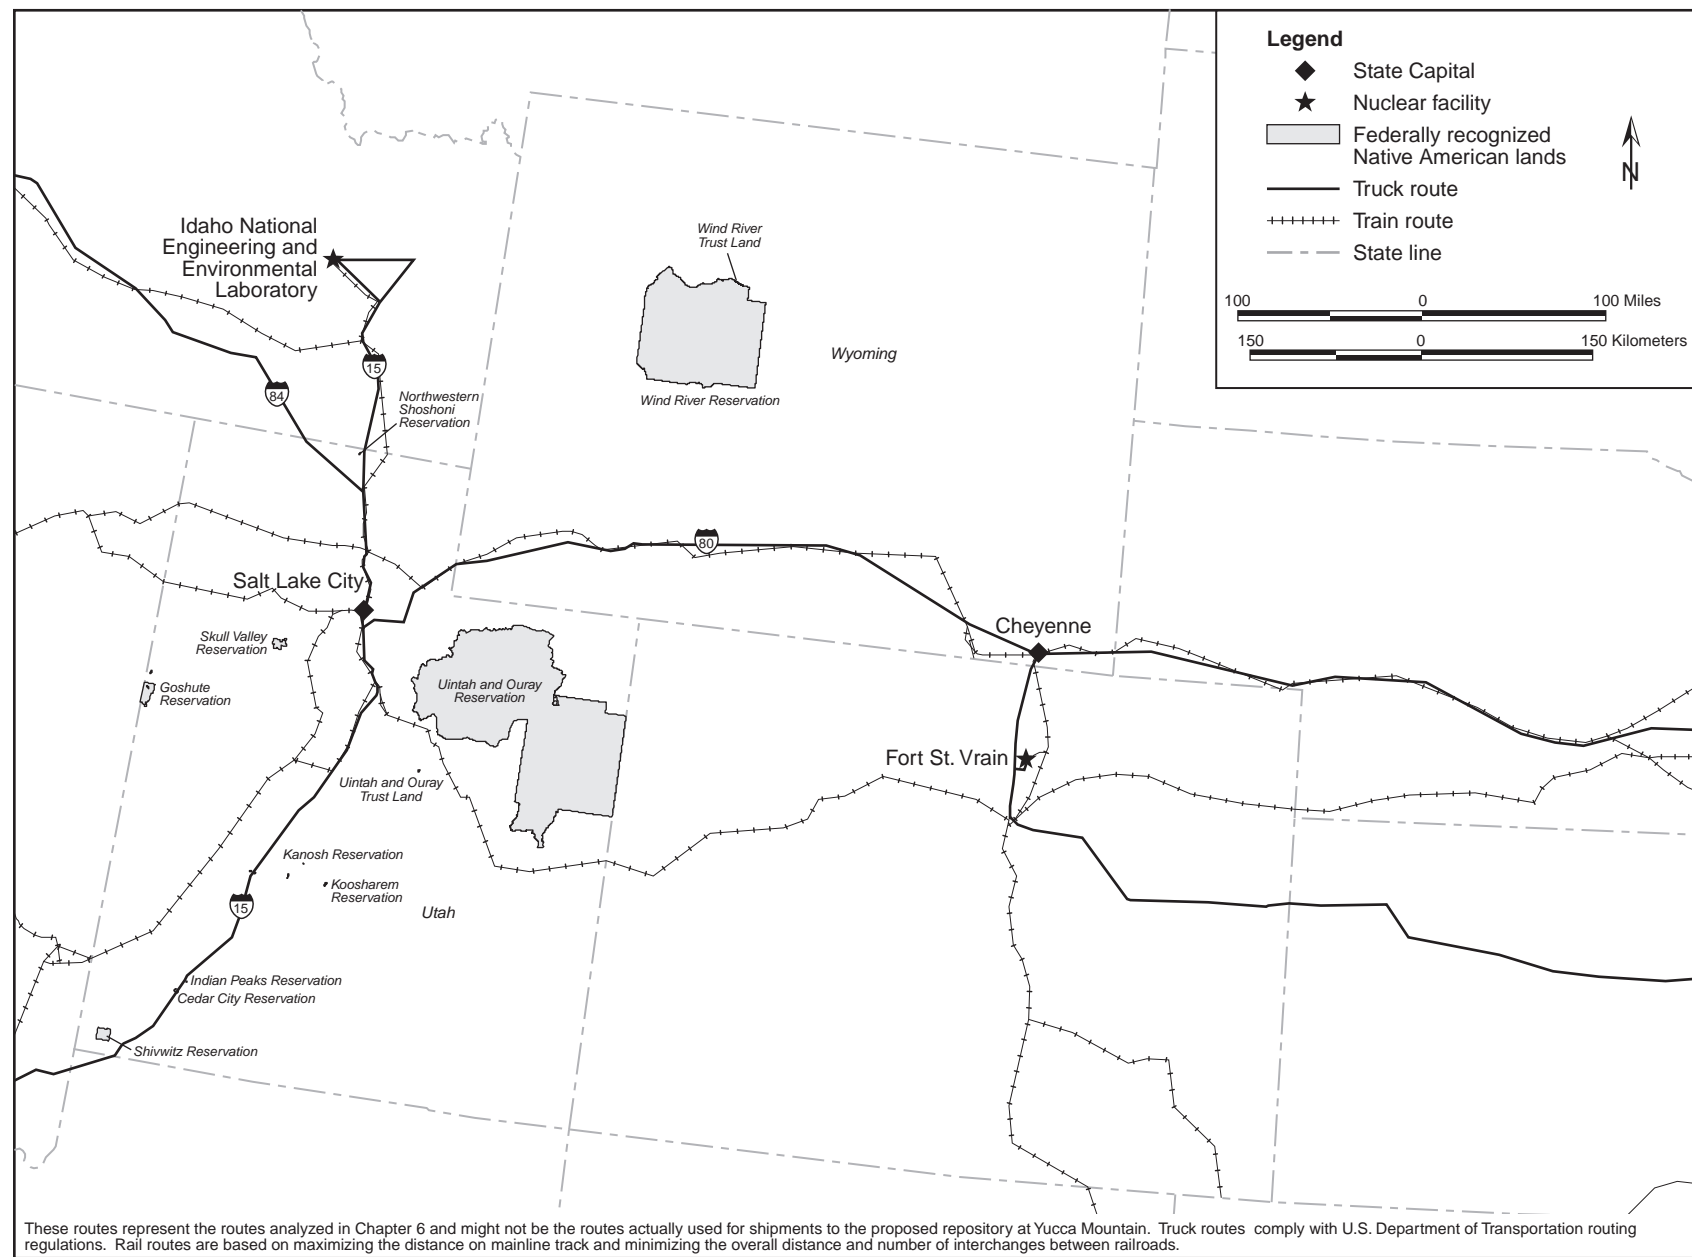 Legend
State Capital
Nuclear facility
Federally recognized
Native American lands
Truck route
Train route
State line
N
100 0 100 Miles
150 0 150 Kilometers
Idaho National
Engineering and
Environmental
Laboratory
Wind River
Trust Land
Wyoming
Wind River Reservation
15
84
Northwestern
Shoshoni
Reservation
80
Salt Lake City
Cheyenne
Skull Valley
Reservation
Goshute
Reservation
Uintah and Ouray
Reservation
Fort St. Vrain
Uintah and Ouray
Trust Land
Kanosh Reservation
Koosharem
Reservation
15
Utah
Indian Peaks Reservation
Cedar City Reservation
Shivwitz Reservation
These routes represent the routes analyzed in Chapter 6 and might not be the routes actually used for shipments to the proposed repository at Yucca Mountain. Truck routes comply with U.S. Department of Transportation routing
regulations. Rail routes are based on maximizing the distance on mainline track and minimizing the overall distance and number of interchanges between railroads.